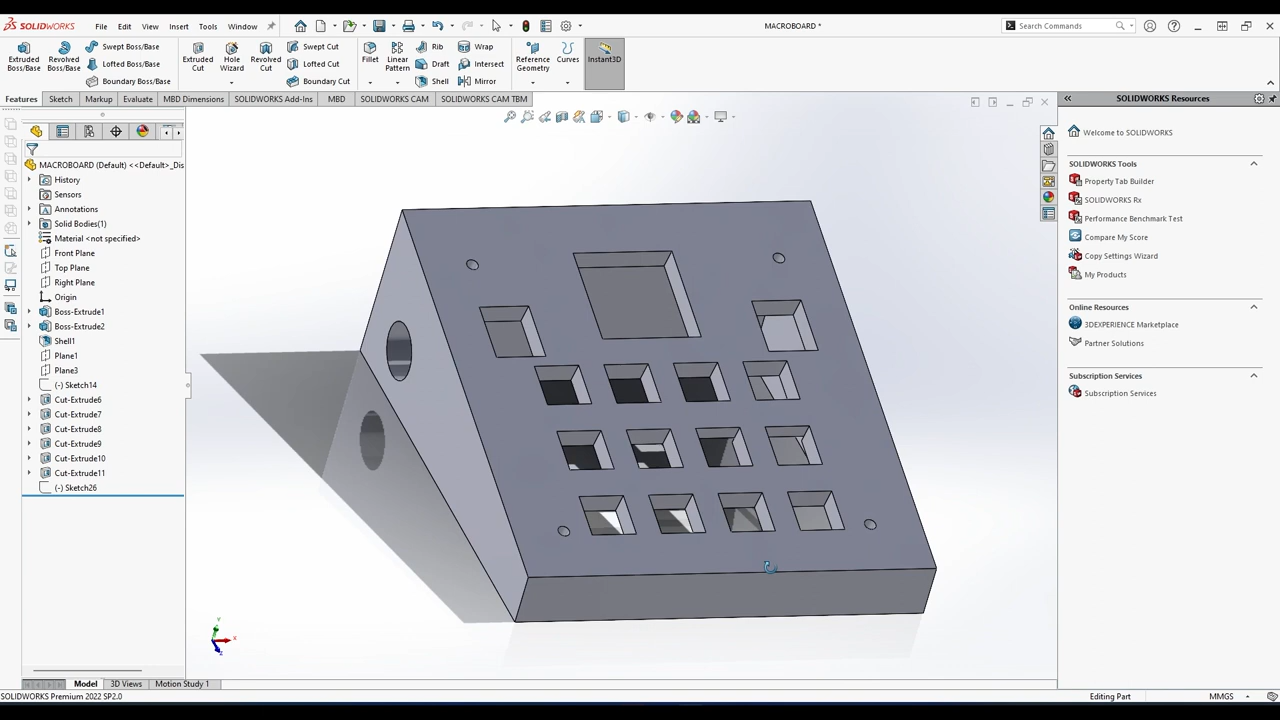 SOLIDWORKS File Edit View Insert Tools Window MACROBOARD * Search Commands
Extruded Boss/Base Revolved Boss/Base Swept Boss/Base Lofted Boss/Base Boundary Boss/Base Extruded Cut Hole Wizard Revolved Cut Swept Cut Lofted Cut Boundary Cut Fillet Linear Pattern Rib Draft Shell Wrap Intersect Mirror Reference Geometry Curves Instant3D
Features Sketch Markup Evaluate MBD Dimensions SOLIDWORKS Add-Ins MBD SOLIDWORKS CAM SOLIDWORKS CAM TBM
MACROBOARD (Default) <<Default>_Dis
History
Sensors
Annotations
Solid Bodies(1)
Material <not specified>
Front Plane
Top Plane
Right Plane
Origin
Boss-Extrude1
Boss-Extrude2
Shell1
Plane1
Plane3
(-) Sketch14
Cut-Extrude6
Cut-Extrude7
Cut-Extrude8
Cut-Extrude9
Cut-Extrude10
Cut-Extrude11
(-) Sketch26
SOLIDWORKS Resources
Welcome to SOLIDWORKS
SOLIDWORKS Tools
Property Tab Builder
SOLIDWORKS Rx
Performance Benchmark Test
Compare My Score
Copy Settings Wizard
My Products
Online Resources
3DEXPERIENCE Marketplace
Partner Solutions
Subscription Services
Subscription Services
Y
X
Z
Model 3D Views Motion Study 1
SOLIDWORKS Premium 2022 SP2.0 Editing Part MMGS